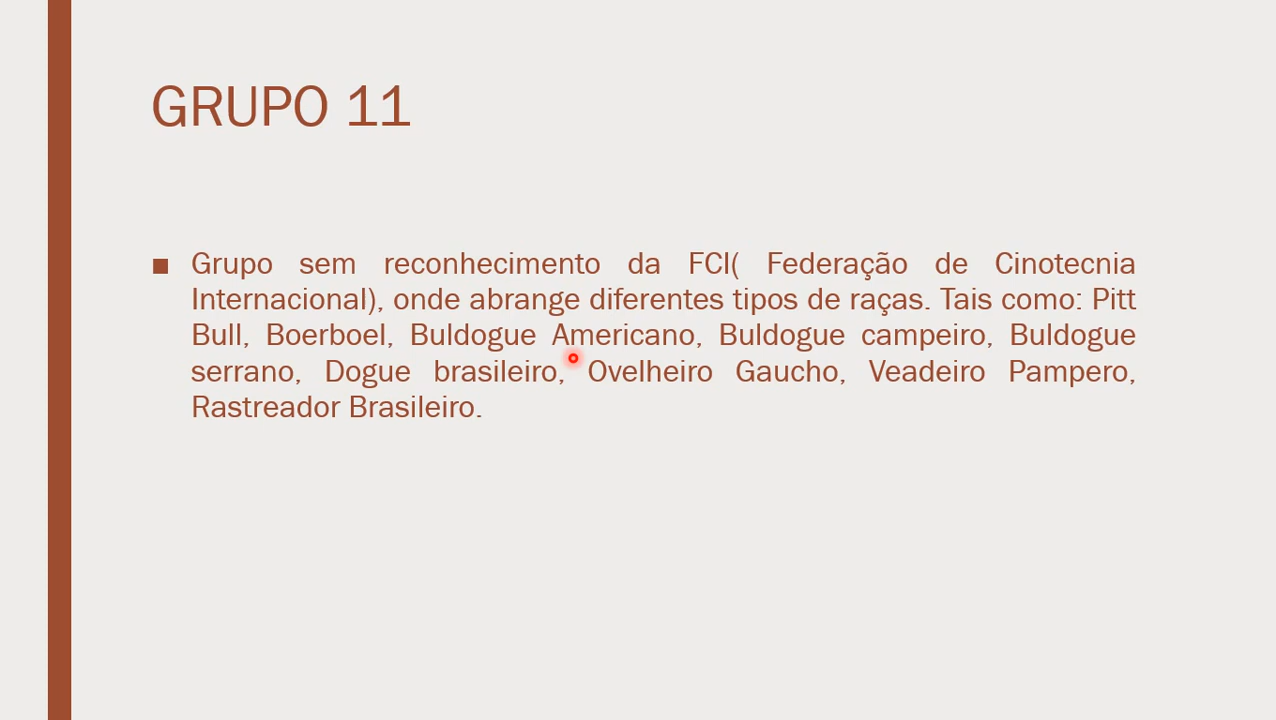 GRUPO 11
▪ Grupo sem reconhecimento da FCI( Federação de Cinotecnia
Internacional), onde abrange diferentes tipos de raças. Tais como: Pitt
Bull, Boerboel, Buldogue Americano, Buldogue campeiro, Buldogue
serrano, Dogue brasileiro, Ovelheiro Gaucho, Veadeiro Pampero,
Rastreador Brasileiro.